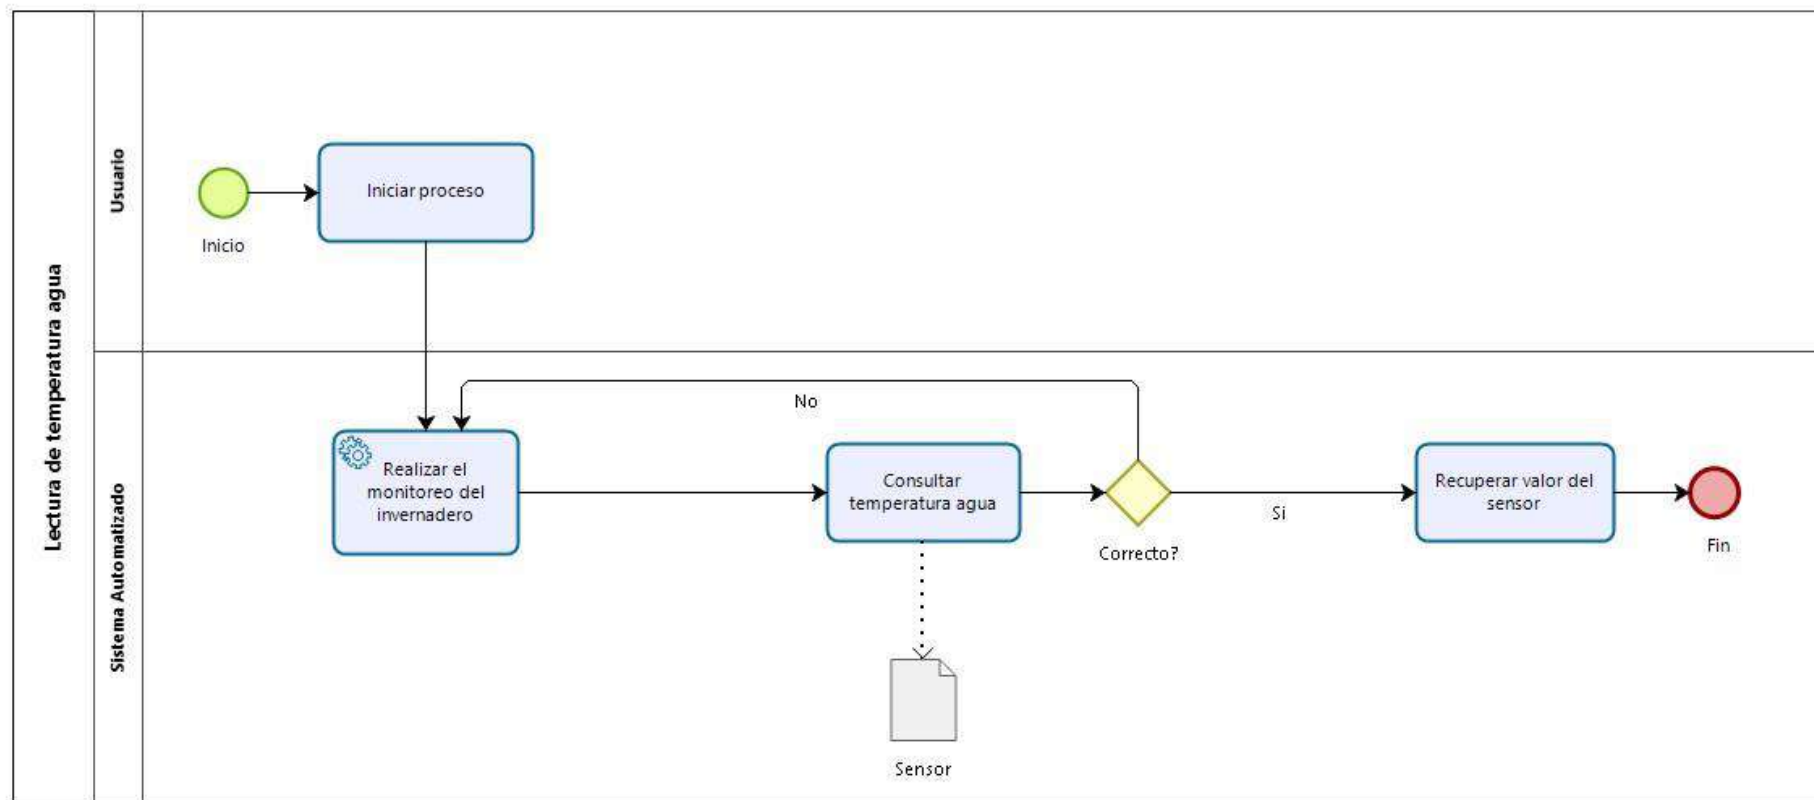 Lectura de temperatura agua
Usuario
Inicio
Iniciar proceso
Sistema Automatizado
Realizar el
monitoreo del
invernadero
No
Consultar
temperatura agua
Sensor
Correcto?
Si
Recuperar valor del
sensor
Fin